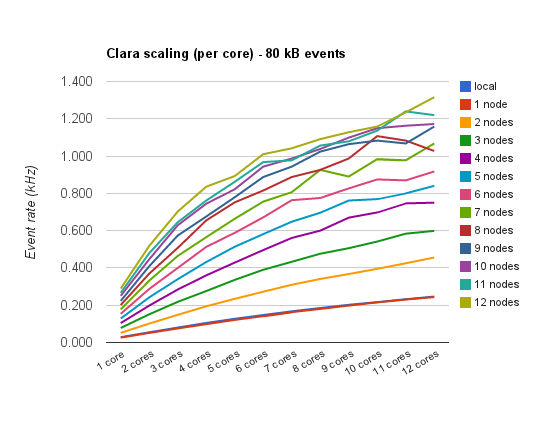 Clara scaling (per core) - 80 kB events
Event rate (kHz)
1.400
1.200
1.000
0.800
0.600
0.400
0.200
0.000
1 core
2 cores
3 cores
4 cores
5 cores
6 cores
7 cores
8 cores
9 cores
10 cores
11 cores
12 cores
local
1 node
2 nodes
3 nodes
4 nodes
5 nodes
6 nodes
7 nodes
8 nodes
9 nodes
10 nodes
11 nodes
12 nodes